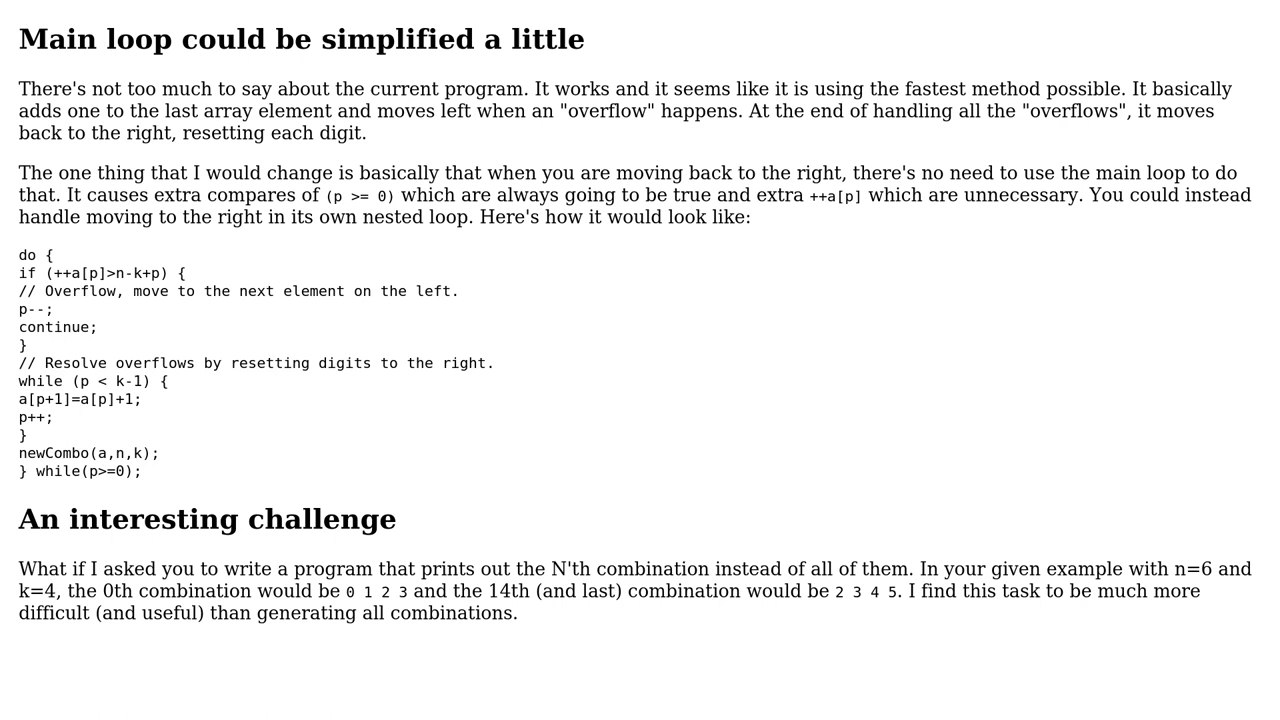 Main loop could be simplified a little
There's not too much to say about the current program. It works and it seems like it is using the fastest method possible. It basically
adds one to the last array element and moves left when an "overflow" happens. At the end of handling all the "overflows", it moves
back to the right, resetting each digit.
The one thing that I would change is basically that when you are moving back to the right, there's no need to use the main loop to do
that. It causes extra compares of (p >= 0) which are always going to be true and extra ++a[p] which are unnecessary. You could instead
handle moving to the right in its own nested loop. Here's how it would look like:
do {
if (++a[p]>n-k+p) {
// Overflow, move to the next element on the left.
p--;
continue;
}
// Resolve overflows by resetting digits to the right.
while (p < k-1) {
a[p+1]=a[p]+1;
p++;
}
newCombo(a,n,k);
} while(p>=0);
An interesting challenge
What if I asked you to write a program that prints out the N'th combination instead of all of them. In your given example with n=6 and
k=4, the 0th combination would be 0 1 2 3 and the 14th (and last) combination would be 2 3 4 5. I find this task to be much more
difficult (and useful) than generating all combinations.